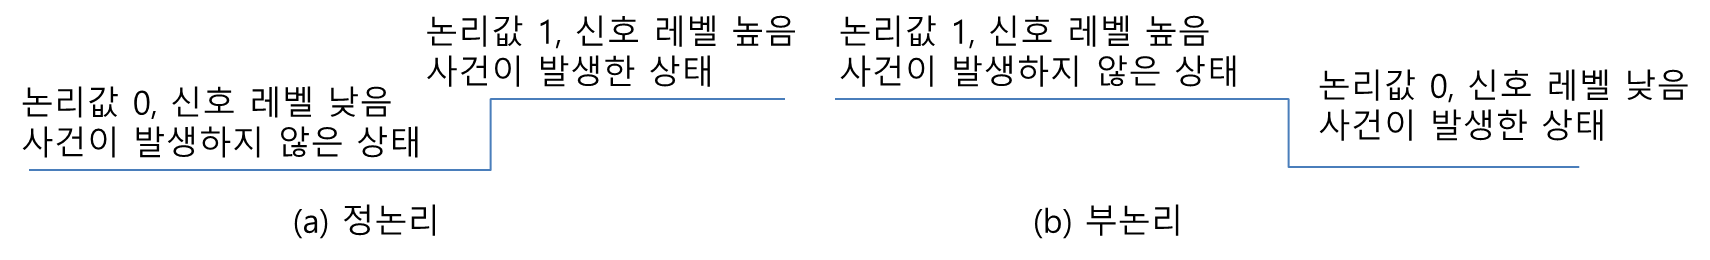 논리값 1, 신호 레벨 높음
사건이 발생한 상태
논리값 0, 신호 레벨 낮음
사건이 발생하지 않은 상태
(a) 정논리
논리값 1, 신호 레벨 높음
사건이 발생하지 않은 상태
논리값 0, 신호 레벨 낮음
사건이 발생한 상태
(b) 부논리